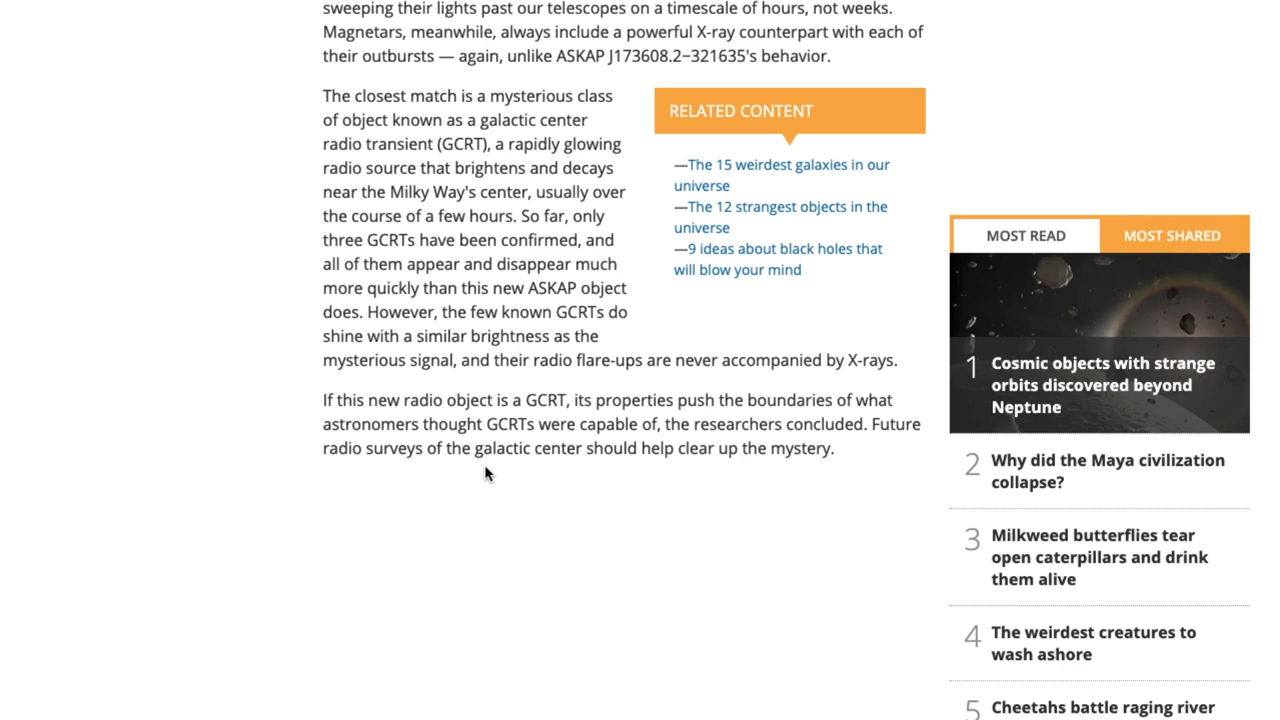 sweeping their lights past our telescopes on a timescale of hours, not weeks.
Magnetars, meanwhile, always include a powerful X-ray counterpart with each of
their outbursts — again, unlike ASKAP J173608.2−321635's behavior.
The closest match is a mysterious class
of object known as a galactic center
radio transient (GCRT), a rapidly glowing
radio source that brightens and decays
near the Milky Way's center, usually over
the course of a few hours. So far, only
three GCRTs have been confirmed, and
all of them appear and disappear much
more quickly than this new ASKAP object
does. However, the few known GCRTs do
shine with a similar brightness as the
mysterious signal, and their radio flare-ups are never accompanied by X-rays.
If this new radio object is a GCRT, its properties push the boundaries of what
astronomers thought GCRTs were capable of, the researchers concluded. Future
radio surveys of the galactic center should help clear up the mystery.
RELATED CONTENT
—The 15 weirdest galaxies in our
universe
—The 12 strangest objects in the
universe
—9 ideas about black holes that
will blow your mind
MOST READ
MOST SHARED
1 Cosmic objects with strange
orbits discovered beyond
Neptune
2 Why did the Maya civilization
collapse?
3 Milkweed butterflies tear
open caterpillars and drink
them alive
4 The weirdest creatures to
wash ashore
5 Cheetahs battle raging river